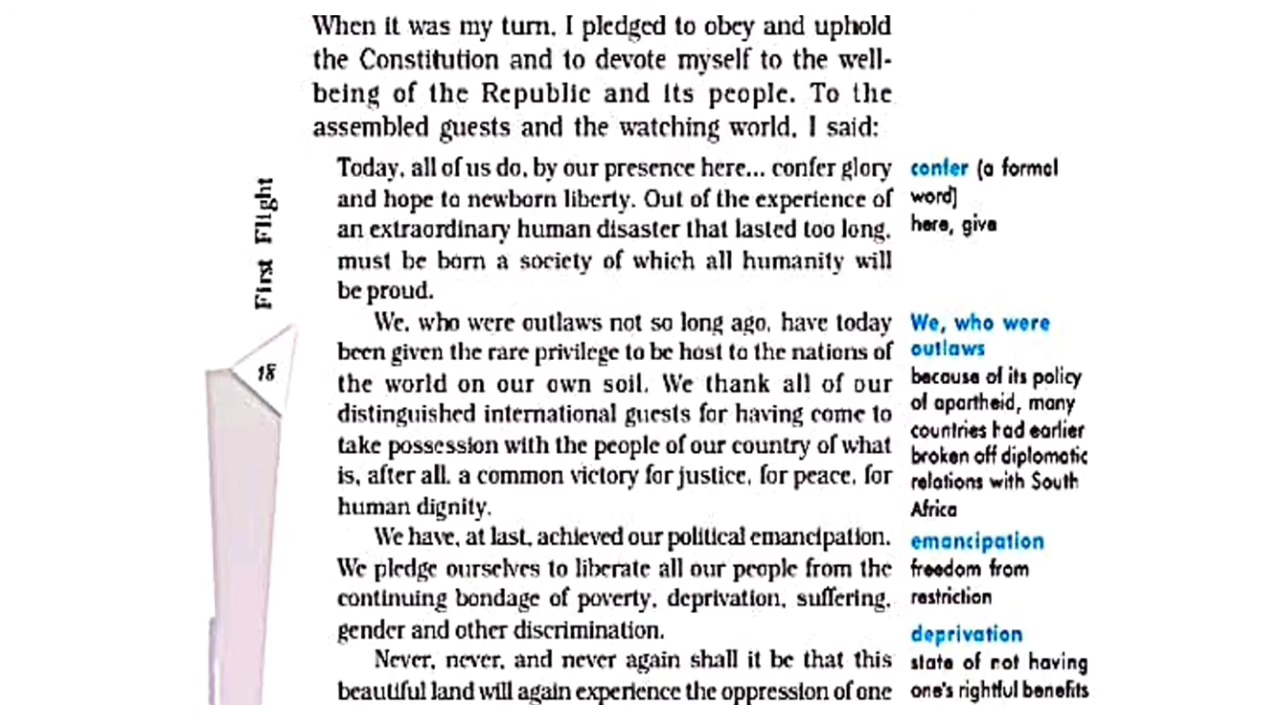 When it was my turn, I pledged to obey and uphold
the Constitution and to devote myself to the well-
being of the Republic and its people. To the
assembled guests and the watching world, I said:
Today, all of us do, by our presence here... confer glory
and hope to newborn liberty. Out of the experience of
an extraordinary human disaster that lasted too long,
must be born a society of which all humanity will
be proud.
We, who were outlaws not so long ago, have today
been given the rare privilege to be host to the nations of
the world on our own soil. We thank all of our
distinguished international guests for having come to
take possession with the people of our country of what
is, after all, a common victory for justice, for peace, for
human dignity.
We have, at last, achieved our political emancipation.
We pledge ourselves to liberate all our people from the
continuing bondage of poverty, deprivation, suffering,
gender and other discrimination.
Never, never, and never again shall it be that this
beautiful land will again experience the oppression of one
confer (a formal
word)
here, give
We, who were
outlaws
because of its policy
of apartheid, many
countries had earlier
broken off diplomatic
relations with South
Africa
emancipation
freedom from
restriction
deprivation
state of not having
one's rightful benefits
First Flight
18